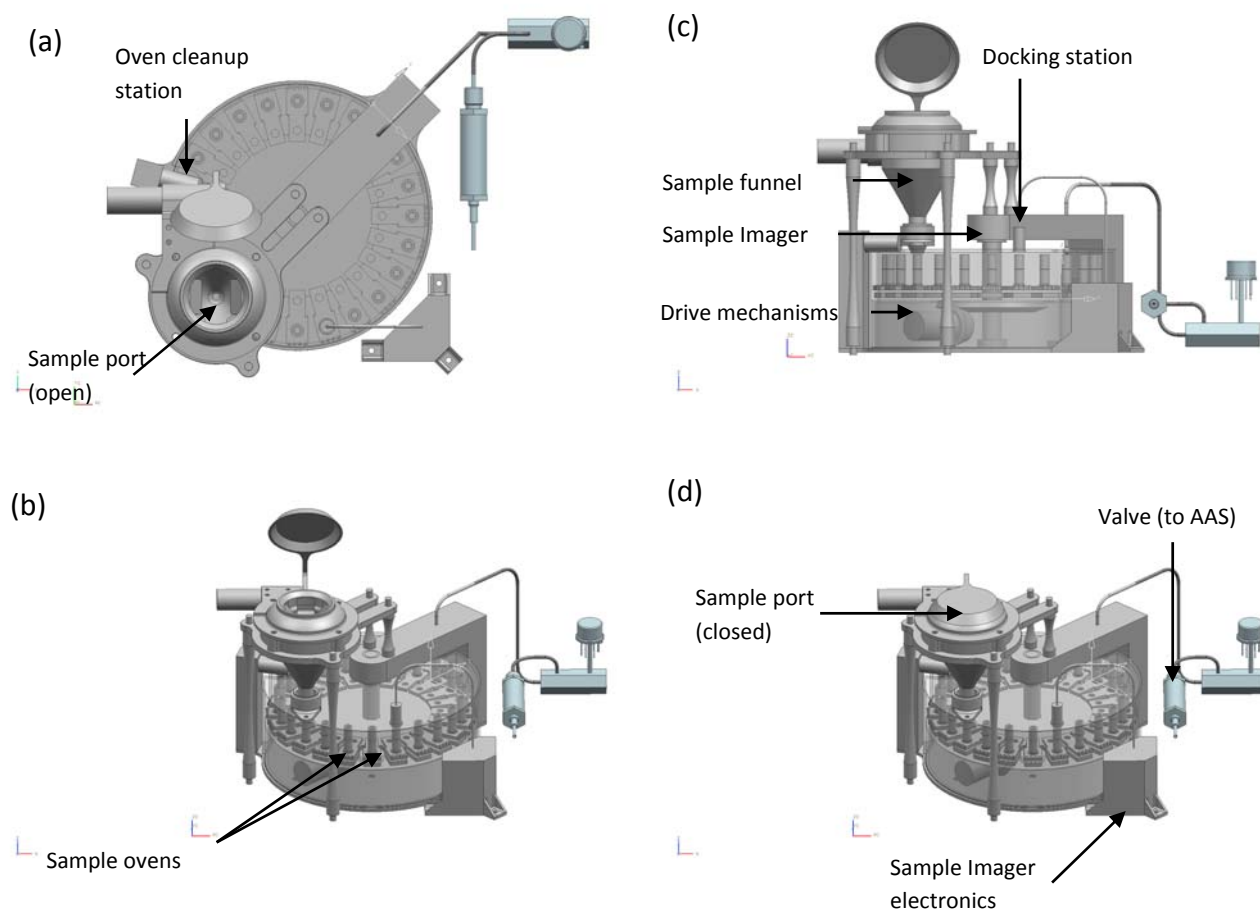 (a)
Oven cleanup
station
Sample port
(open)
(c)
Docking station
Sample funnel
Sample Imager
Drive mechanisms
(b)
Sample ovens
(d)
Valve (to AAS)
Sample port
(closed)
Sample Imager
electronics